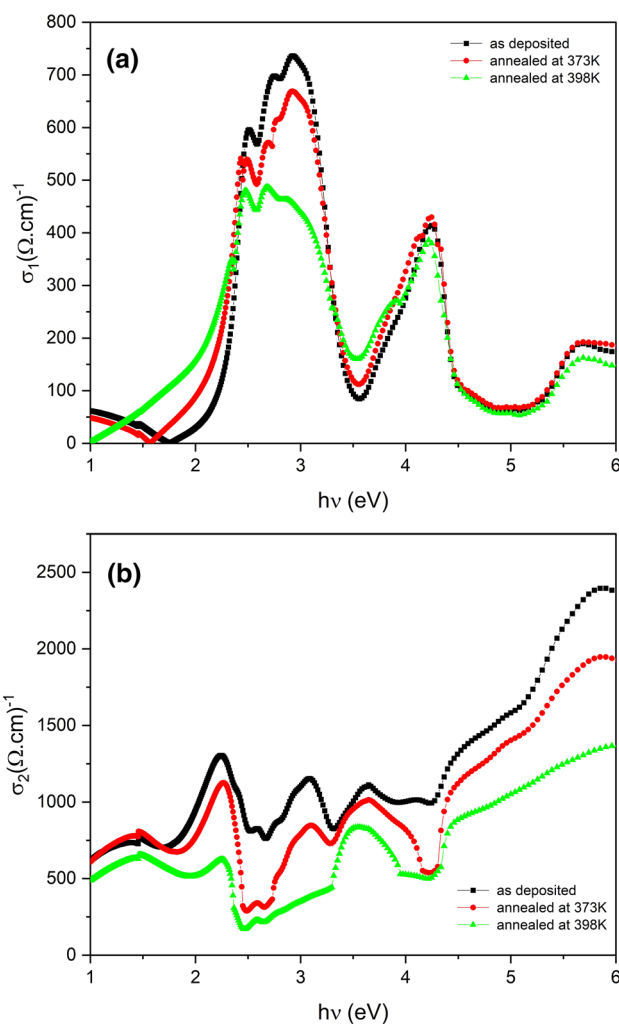 800
(a)
as deposited
annealed at 373K
annealed at 398K
700
600
500
400
300
200
100
0
σ1(Ω.cm)-1
1 2 3 4 5 6
hν (eV)
(b)
2500
2000
1500
1000
500
0
σ2(Ω.cm)-1
as deposited
annealed at 373K
annealed at 398K
1 2 3 4 5 6
hν (eV)